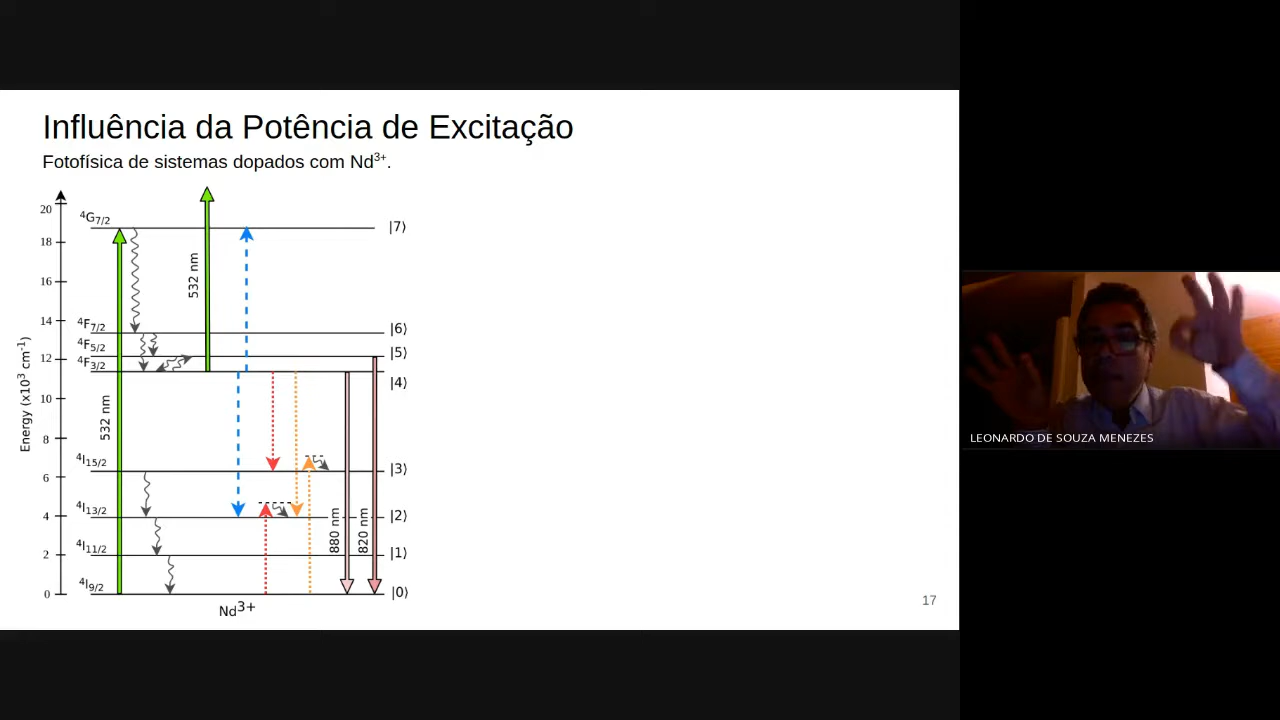 Influência da Potência de Excitação
Fotofísica de sistemas dopados com Nd3+.
Energy (x103 cm-1)
20
18
16
14
12
10
8
6
4
2
0
4G7/2
4F7/2
4F5/2
4F3/2
4I15/2
4I13/2
4I11/2
4I9/2
532 nm
532 nm
880 nm
820 nm
|7⟩
|6⟩
|5⟩
|4⟩
|3⟩
|2⟩
|1⟩
|0⟩
Nd3+
17
LEONARDO DE SOUZA MENEZES